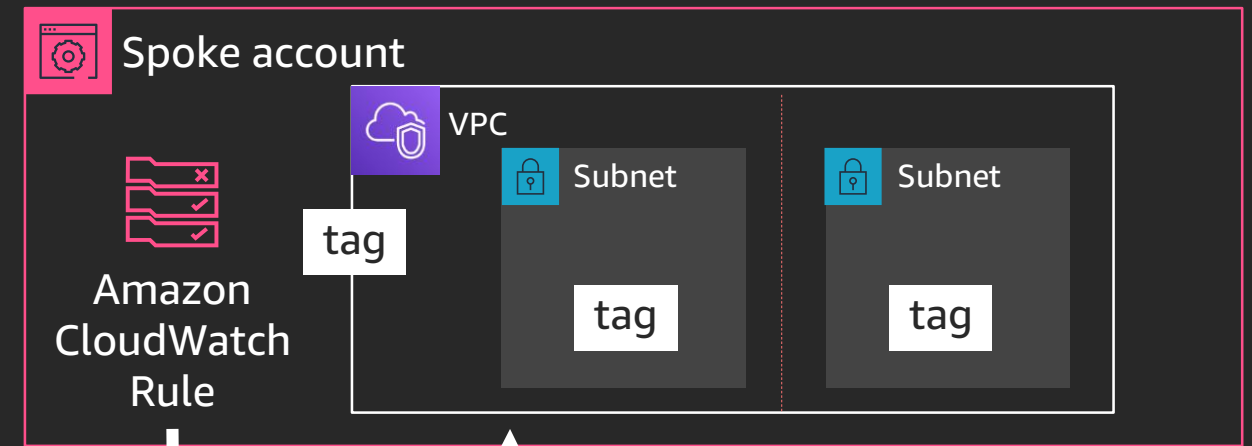 Spoke account
VPC
Subnet
Subnet
tag
Amazon
CloudWatch
Rule
tag
tag